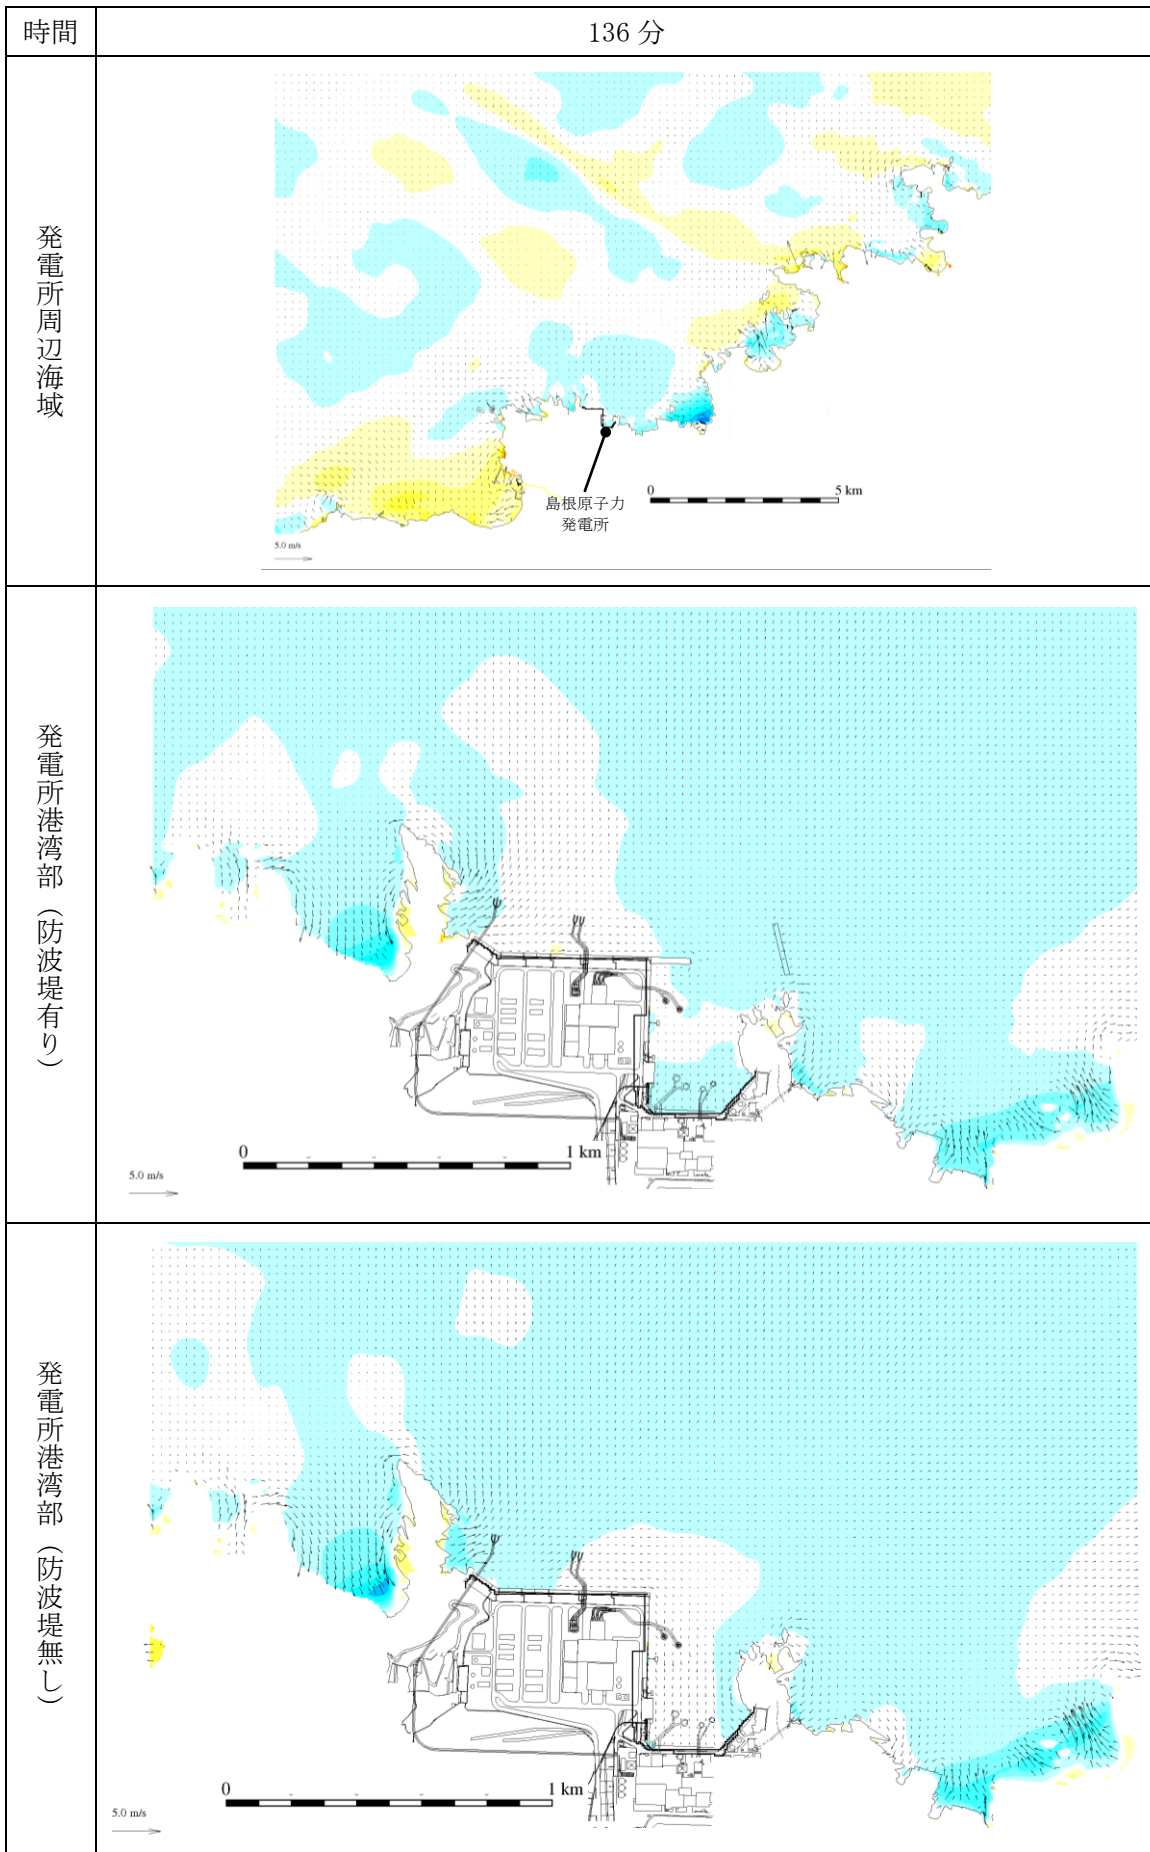 時間
136 分
発電所周辺海域
島根原子力
発電所
0
5 km
5.0 m/s
発電所港湾部（防波堤有り）
0
1 km
5.0 m/s
発電所港湾部（防波堤無し）
0
1 km
5.0 m/s